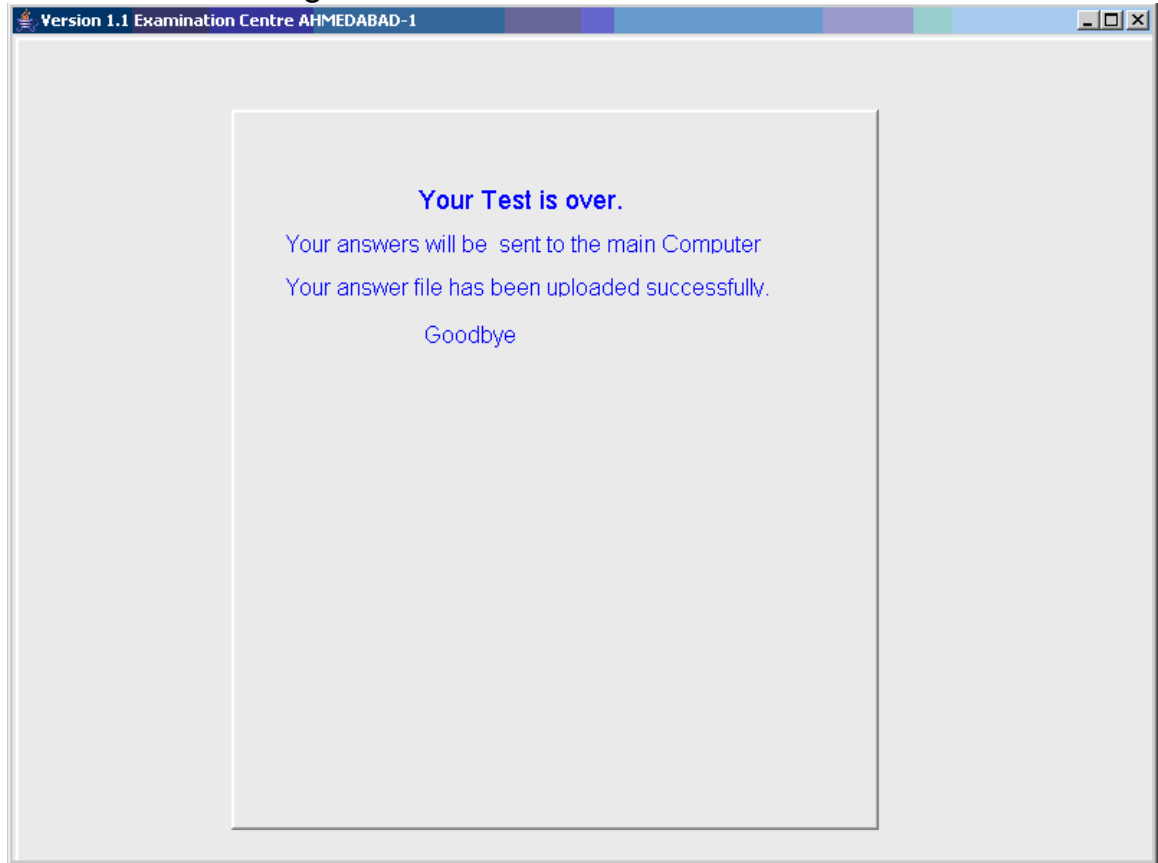 Version 1.1 Examination Centre AHMEDABAD-1
Your Test is over.
Your answers will be  sent to the main Computer
Your answer file has been uploaded successfully.
Goodbye